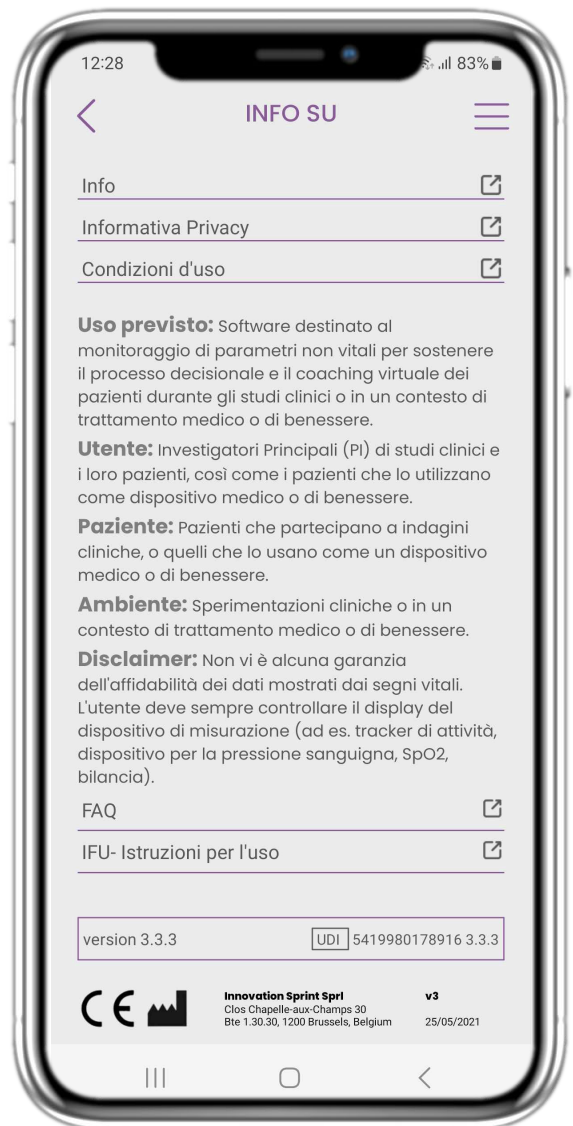 12:28
83%
INFO SU
Info
Informativa Privacy
Condizioni d'uso
Uso previsto: Software destinato al
monitoraggio di parametri non vitali per sostenere
il processo decisionale e il coaching virtuale dei
pazienti durante gli studi clinici o in un contesto di
trattamento medico o di benessere.
Utente: Investigatori Principali (PI) di studi clinici e
i loro pazienti, così come i pazienti che lo utilizzano
come dispositivo medico o di benessere.
Paziente: Pazienti che partecipano a indagini
cliniche, o quelli che lo usano come un dispositivo
medico o di benessere.
Ambiente: Sperimentazioni cliniche o in un
contesto di trattamento medico o di benessere.
Disclaimer: Non vi è alcuna garanzia
dell'affidabilità dei dati mostrati dai segni vitali.
L'utente deve sempre controllare il display del
dispositivo di misurazione (ad es. tracker di attività,
dispositivo per la pressione sanguigna, SpO2,
bilancia).
FAQ
IFU- Istruzioni per l'uso
version 3.3.3 UDI 5419980178916 3.3.3
CE
Innovation Sprint Sprl v3
Clos Chapelle-aux-Champs 30
Bte 1.30.30, 1200 Brussels, Belgium 25/05/2021